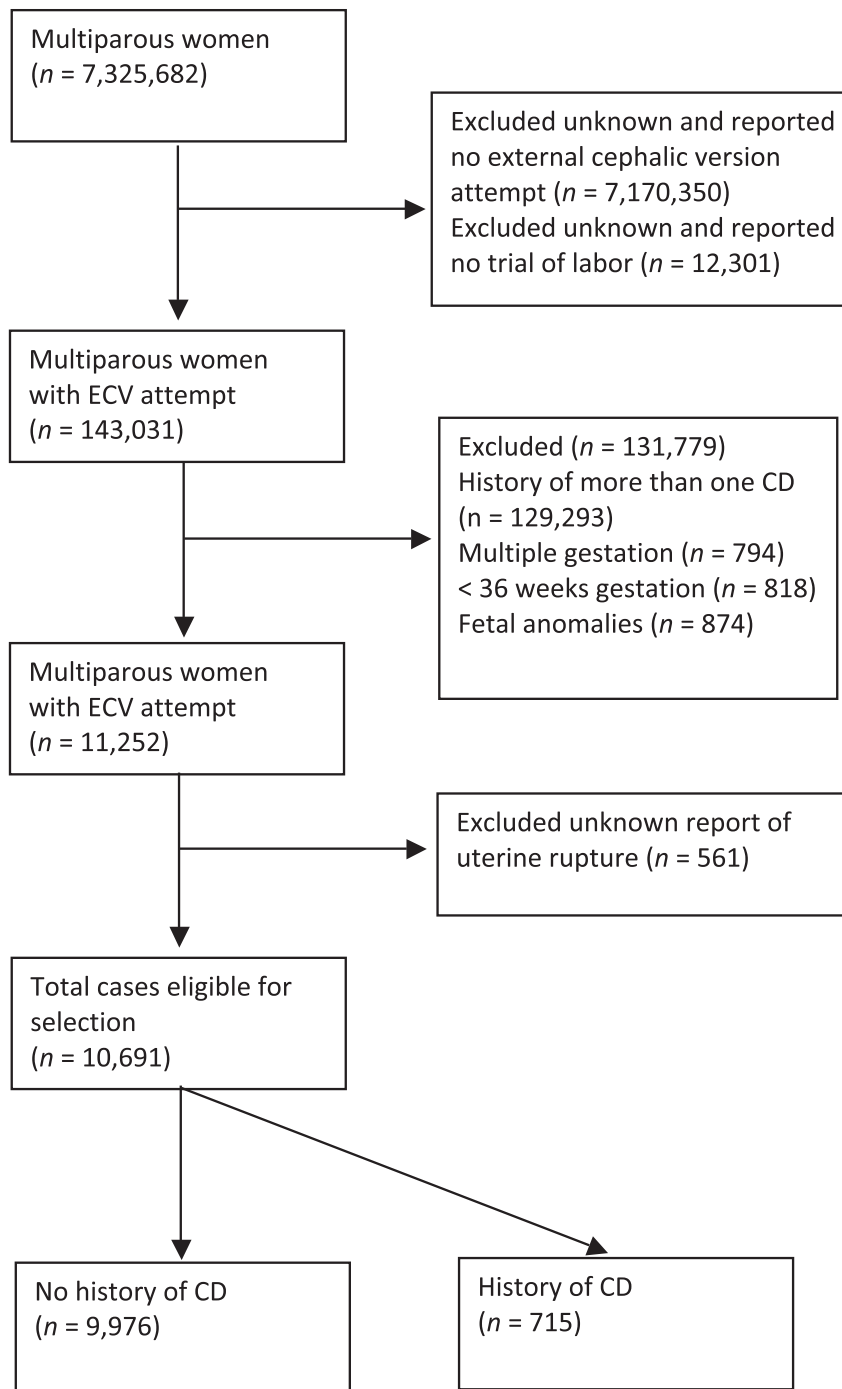 Multiparous women
(n = 7,325,682)
Excluded unknown and reported
no external cephalic version
attempt (n = 7,170,350)
Excluded unknown and reported
no trial of labor (n = 12,301)
Multiparous women
with ECV attempt
(n = 143,031)
Excluded (n = 131,779)
History of more than one CD
(n = 129,293)
Multiple gestation (n = 794)
< 36 weeks gestation (n = 818)
Fetal anomalies (n = 874)
Multiparous women
with ECV attempt
(n = 11,252)
Excluded unknown report of
uterine rupture (n = 561)
Total cases eligible for
selection
(n = 10,691)
No history of CD
(n = 9,976)
History of CD
(n = 715)